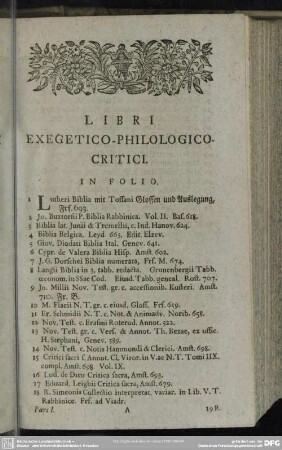 LIBRI
EXEGETICO-PHILOLOGICO-
CRITICI.
IN FOLIO.
1 Lutheri Biblia mit Tossani Glossen und Außlegung,
Frf. 693.
2 Jo. Buxtorfii P. Biblia Rabbinica. Vol. II. Bas. 618.
3 Biblia lat. Junii & Tremellii, c. Ind. Hanov. 624.
4 Biblia Belgica. Leyd 663. Edit. Elzev.
5 Giov. Diodati Biblia Ital. Genev. 641.
6 Cypr. de Valera Biblia Hisp. Amst 602.
7 J. G. Dorschei Biblia numerata, Frf. M. 674.
8 Langii Biblia in 3. tabb. redacta. Gronenbergii Tabb.
œconom. in SSae Cod. Eiusd Tabb. geneal. Rost. 707.
9 Jo. Millii Nov. Test. gr. c. accessionib. Kusteri. Amst.
710. Fr. B.
10 M. Flacii N. T. gr. c. eiusd. Gloss. Frf. 659.
11 Er. Schmidii N. T. c. Not. & Animadv. Norib. 658.
12 Nov. Test. c. Erasmi Roterod. Annot. 522.
13 Nov. Test. gr. c. Vers. & Annot. Th. Bezae, ex offic.
H. Stephani, Genev. 589.
14 Nov. Test. c. Notis Hammondi & Clerici. Amst. 698.
15 Critici sacri s. Annot. Cl. Viror. in V. ac N. T. Tomi IIX
compl. Amst. 698 Vol. IX.
16 Lud. de Dieu Critica sacra, Amst. 693.
17 Eduard. Leighii Critica sacra, Amst. 679.
18 R. Simeonis Collectio interpretat. variar. in Lib. V. T.
Rabbinice. Frf. ad Viadr.
Pars I. A 19 R.